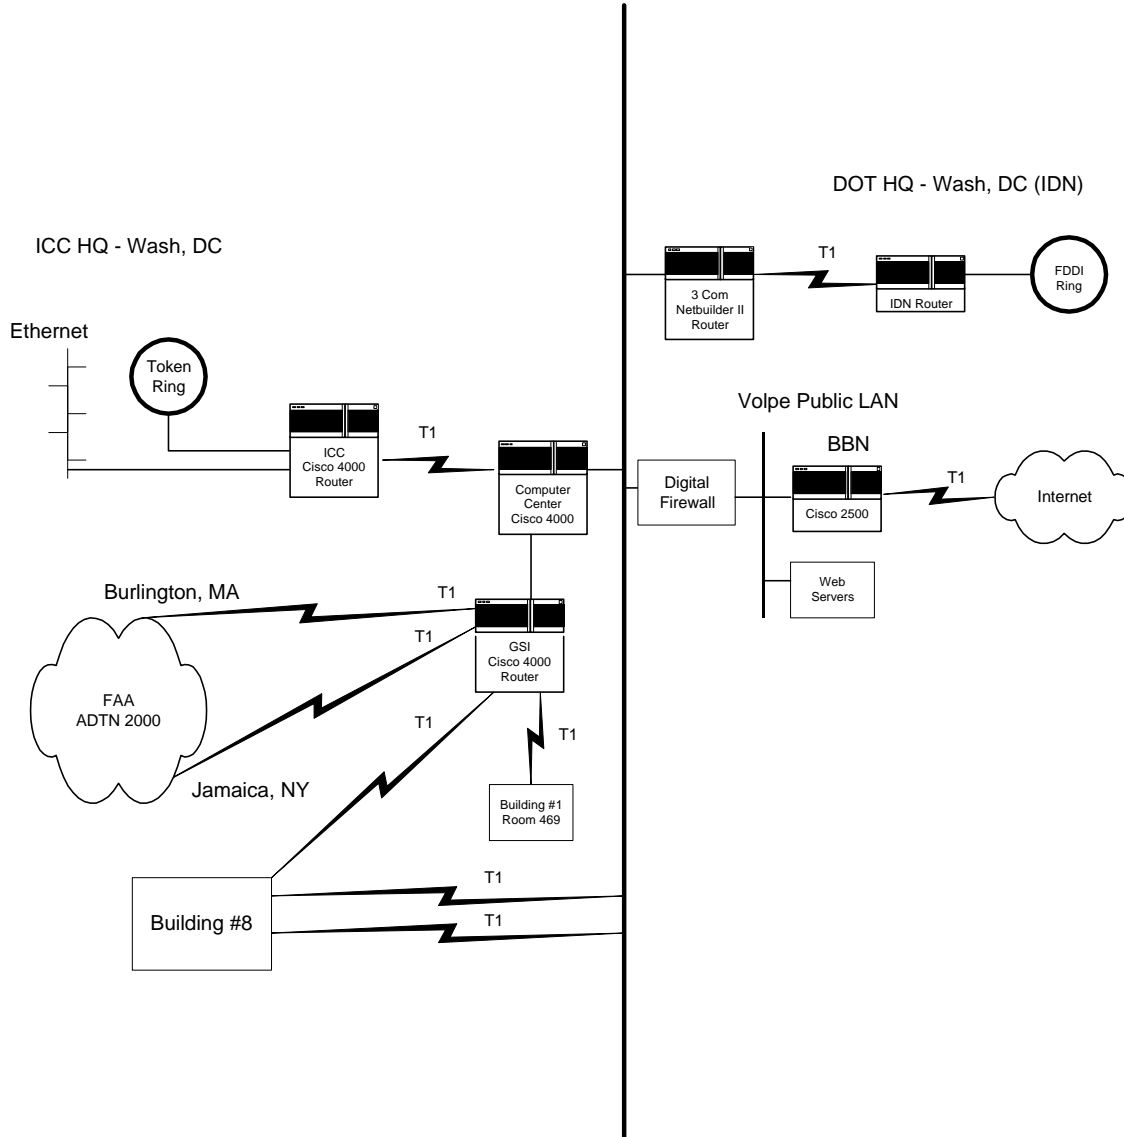 DOT HQ - Wash, DC (IDN)
ICC HQ - Wash, DC
T1
3 Com
Netbuilder II
Router
IDN Router
FDDI
Ring
Ethernet
Token
Ring
Volpe Public LAN
ICC
Cisco 4000
Router
T1
Computer
Center
Cisco 4000
Digital
Firewall
BBN
Cisco 2500
T1
Internet
Web
Servers
Burlington, MA
T1
T1
GSI
Cisco 4000
Router
FAA
ADTN 2000
T1
T1
Jamaica, NY
Building #1
Room 469
T1
Building #8
T1